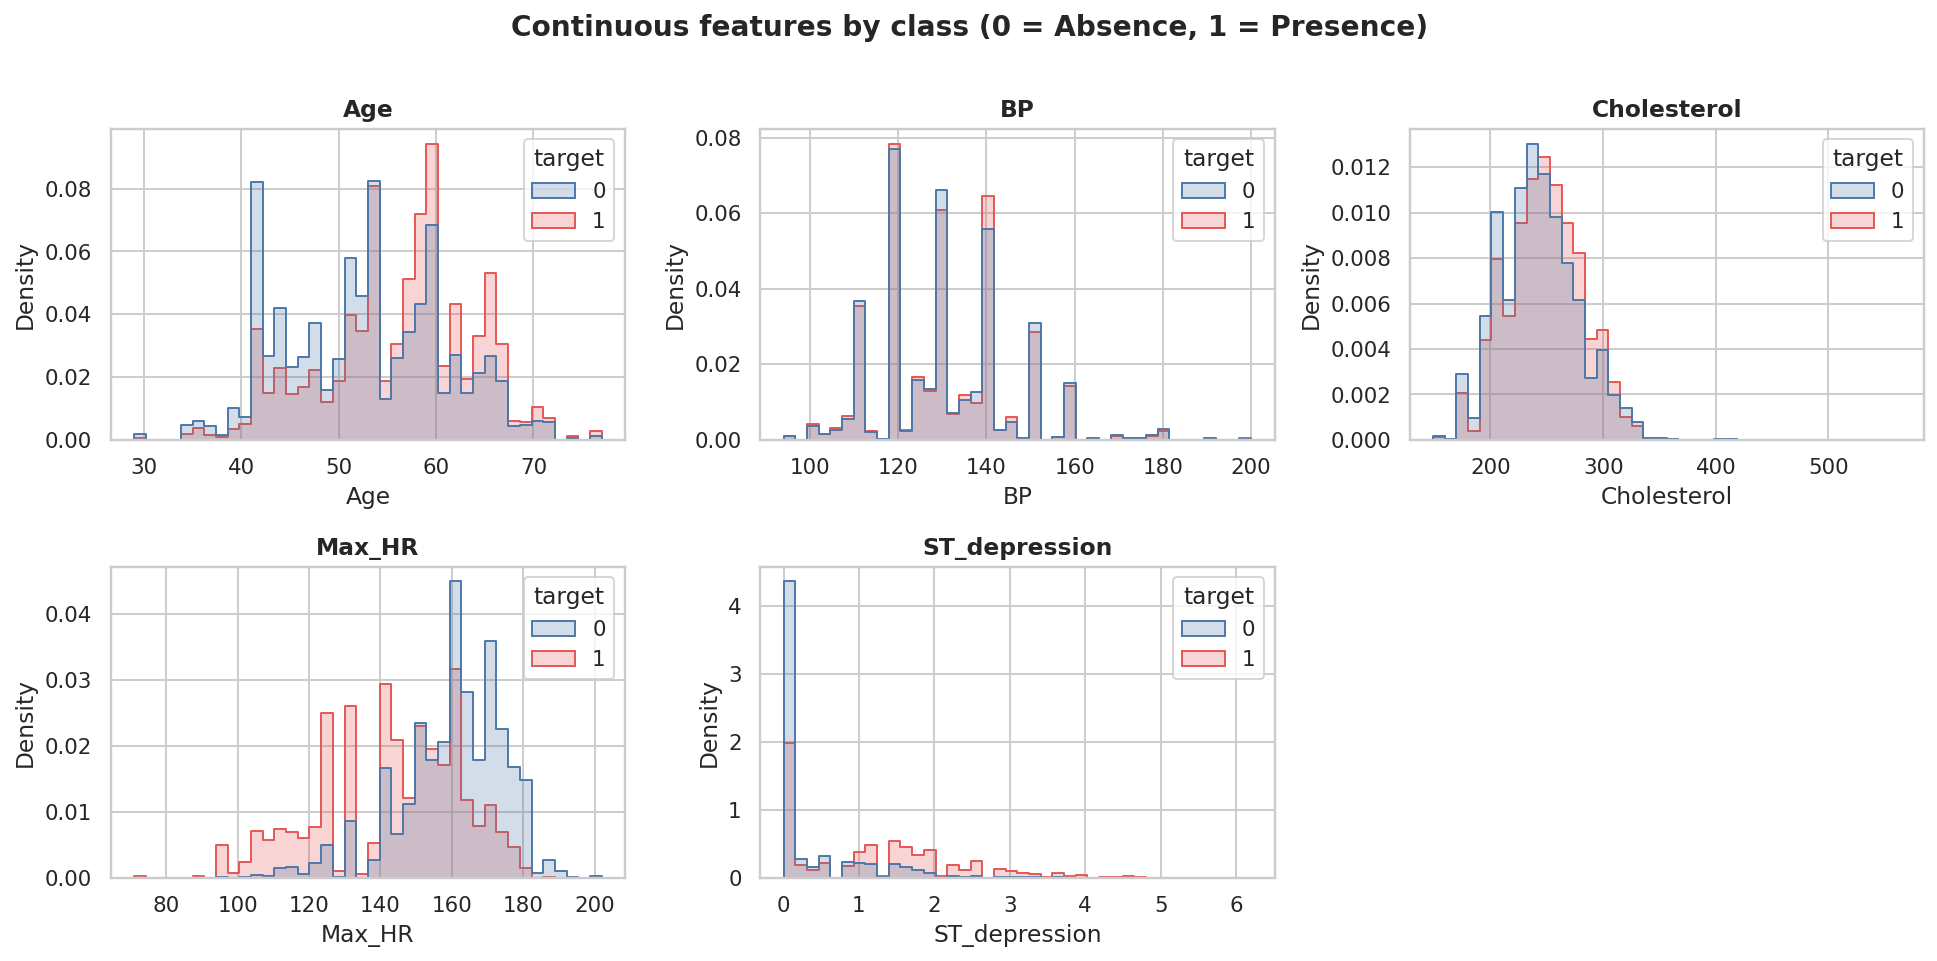 Continuous features by class (0 = Absence, 1 = Presence)
Age
target
0
1
Density
0.08
0.06
0.04
0.02
0.00
30 40 50 60 70
Age
BP
target
0
1
Density
0.08
0.06
0.04
0.02
0.00
100 120 140 160 180 200
BP
Cholesterol
target
0
1
Density
0.012
0.010
0.008
0.006
0.004
0.002
0.000
200 300 400 500
Cholesterol
Max_HR
target
0
1
Density
0.04
0.03
0.02
0.01
0.00
80 100 120 140 160 180 200
Max_HR
ST_depression
target
0
1
Density
4
3
2
1
0
0 1 2 3 4 5 6
ST_depression